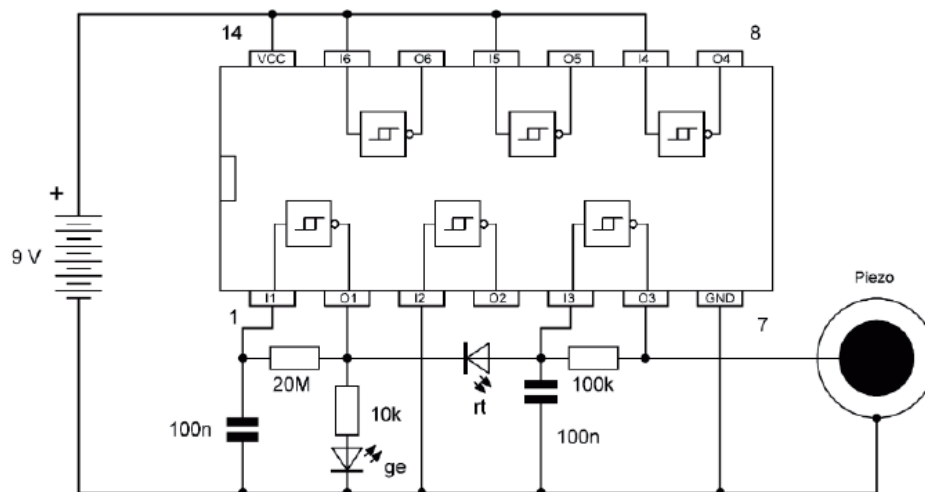 14
8
VCC
I6
O6
I5
O5
I4
O4
+
9 V
I1
O1
I2
O2
I3
O3
GND
1
7
Piezo
20M
rt
100k
10k
100n
100n
ge